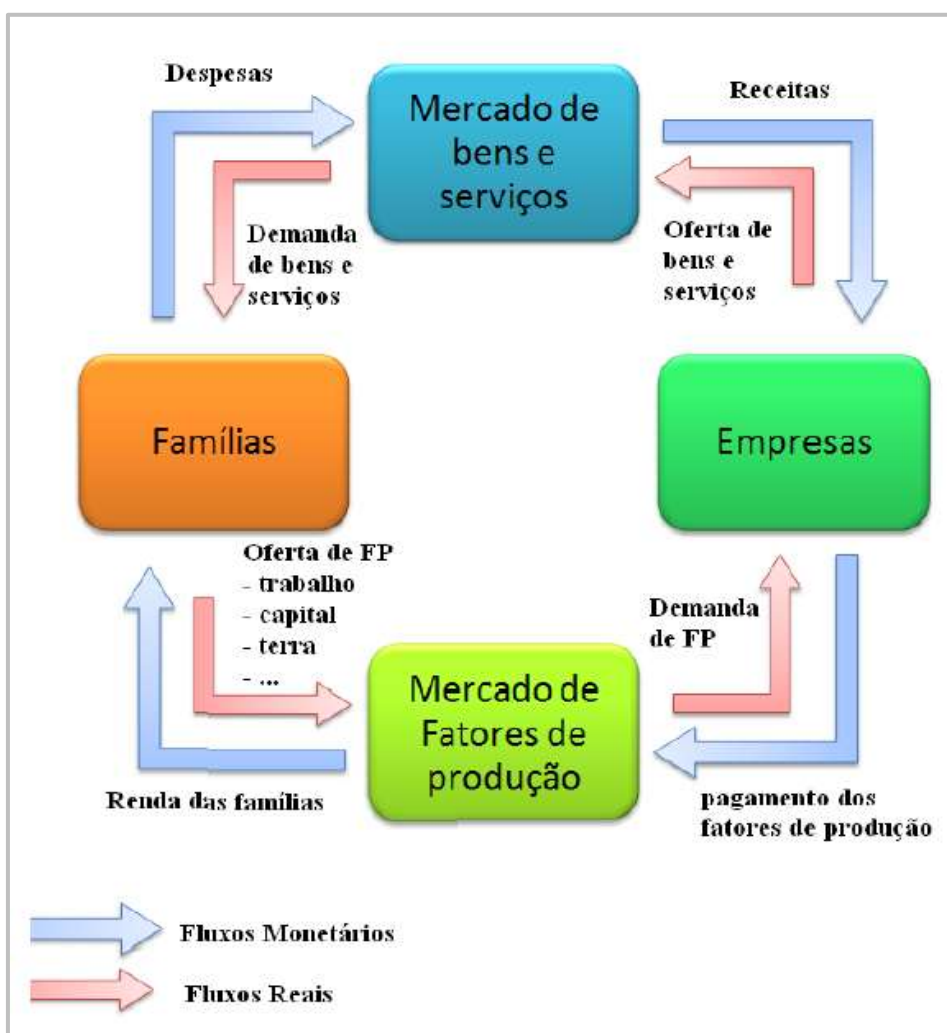 Despesas
Mercado de
bens e
serviços
Receitas
Demanda
de bens e
serviços
Oferta de
bens e
serviços
Famílias
Empresas
Oferta de FP
- trabalho
- capital
- terra
- ...
Demanda
de FP
Mercado de
Fatores de
produção
Renda das famílias
pagamento dos
fatores de produção
Fluxos Monetários
Fluxos Reais